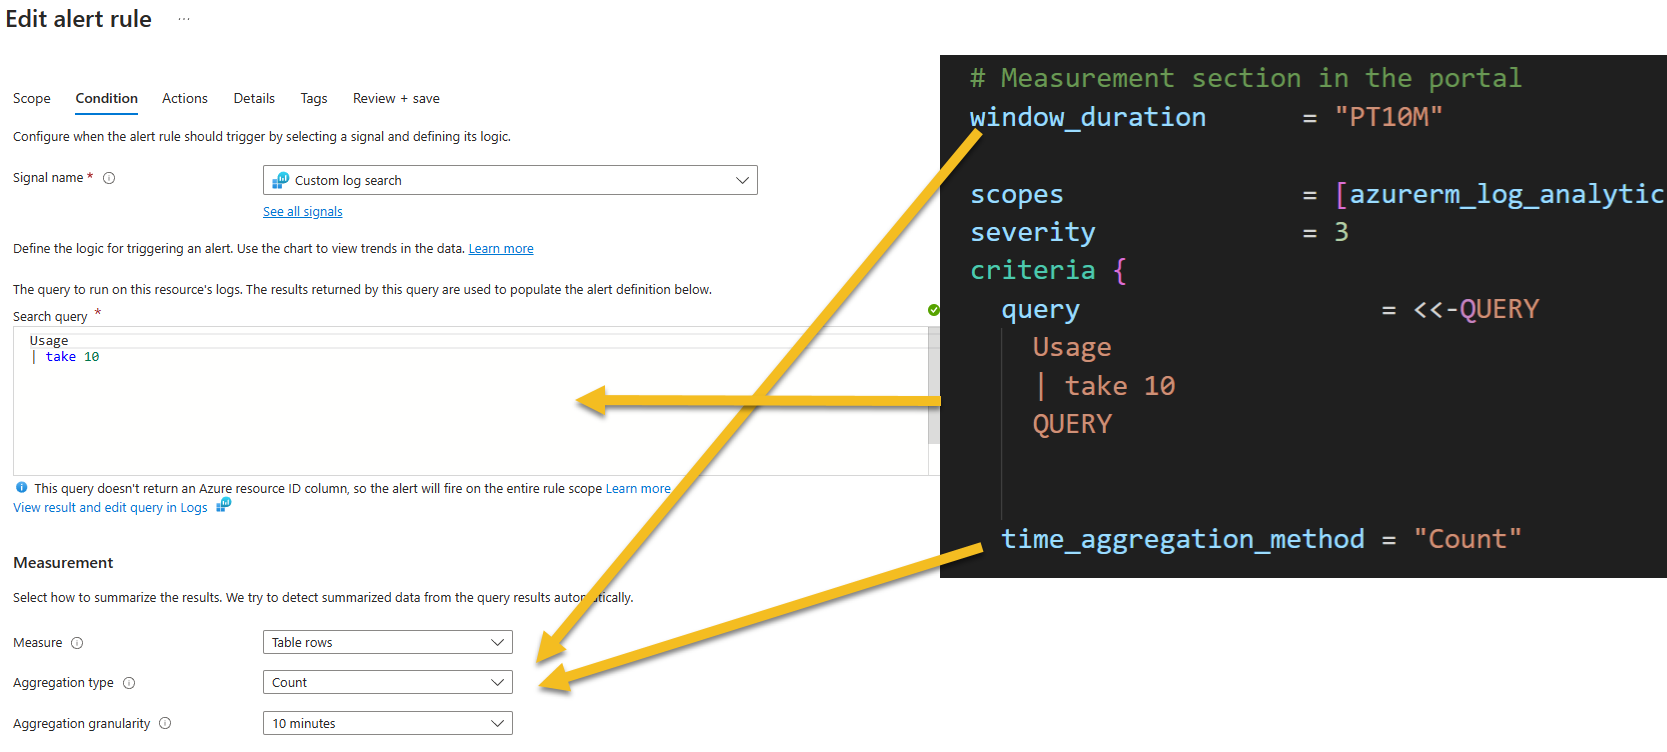 Edit alert rule ...
Scope Condition Actions Details Tags Review + save
Configure when the alert rule should trigger by selecting a signal and defining its logic.
Signal name *
Custom log search
See all signals
Define the logic for triggering an alert. Use the chart to view trends in the data. Learn more
The query to run on this resource's logs. The results returned by this query are used to populate the alert definition below.
Search query *
Usage
| take 10
This query doesn't return an Azure resource ID column, so the alert will fire on the entire rule scope Learn more
View result and edit query in Logs
Measurement
Select how to summarize the results. We try to detect summarized data from the query results automatically.
Measure
Table rows
Aggregation type
Count
Aggregation granularity
10 minutes
# Measurement section in the portal
window_duration = "PT10M"
scopes = [azurerm_log_analytic
severity = 3
criteria {
query = <<-QUERY
Usage
| take 10
QUERY
time_aggregation_method = "Count"